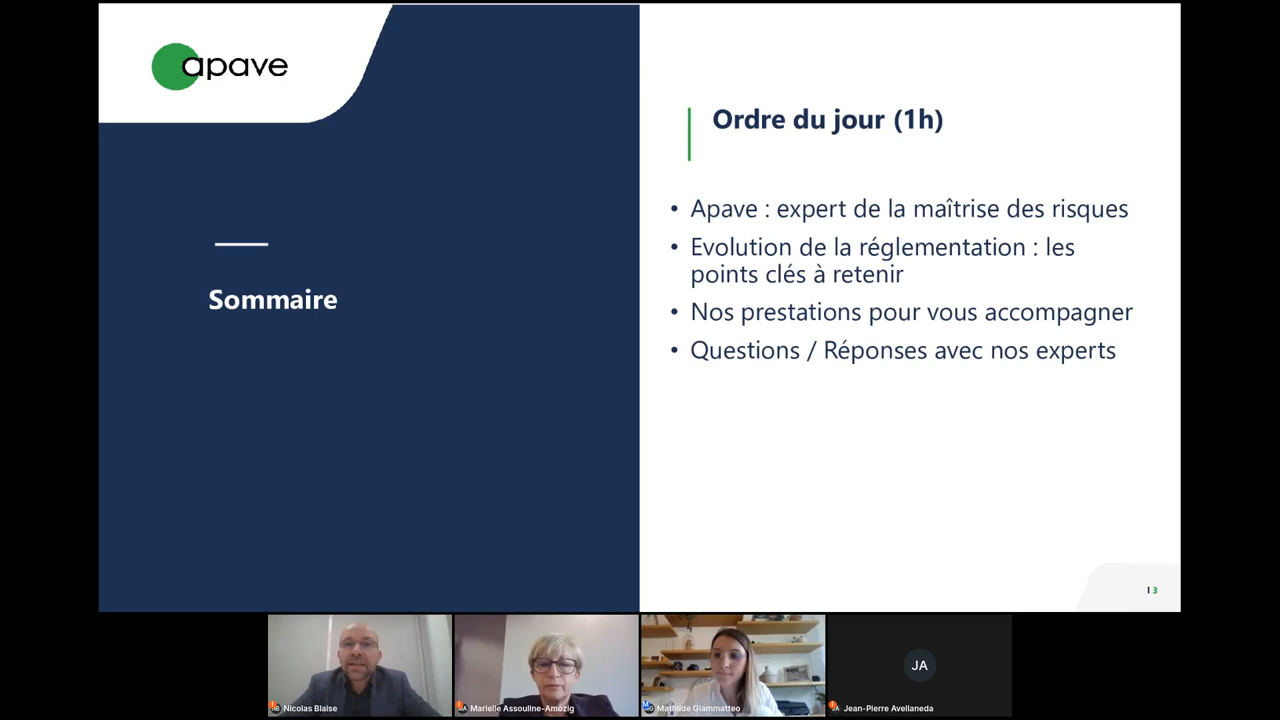 apave
Sommaire
Ordre du jour (1h)
• Apave : expert de la maîtrise des risques
• Evolution de la réglementation : les
points clés à retenir
• Nos prestations pour vous accompagner
• Questions / Réponses avec nos experts
I 3
Nicolas Blaise
Marielle Assouline-Amozig
Mathilde Giammatteo
JA
Jean-Pierre Avellaneda